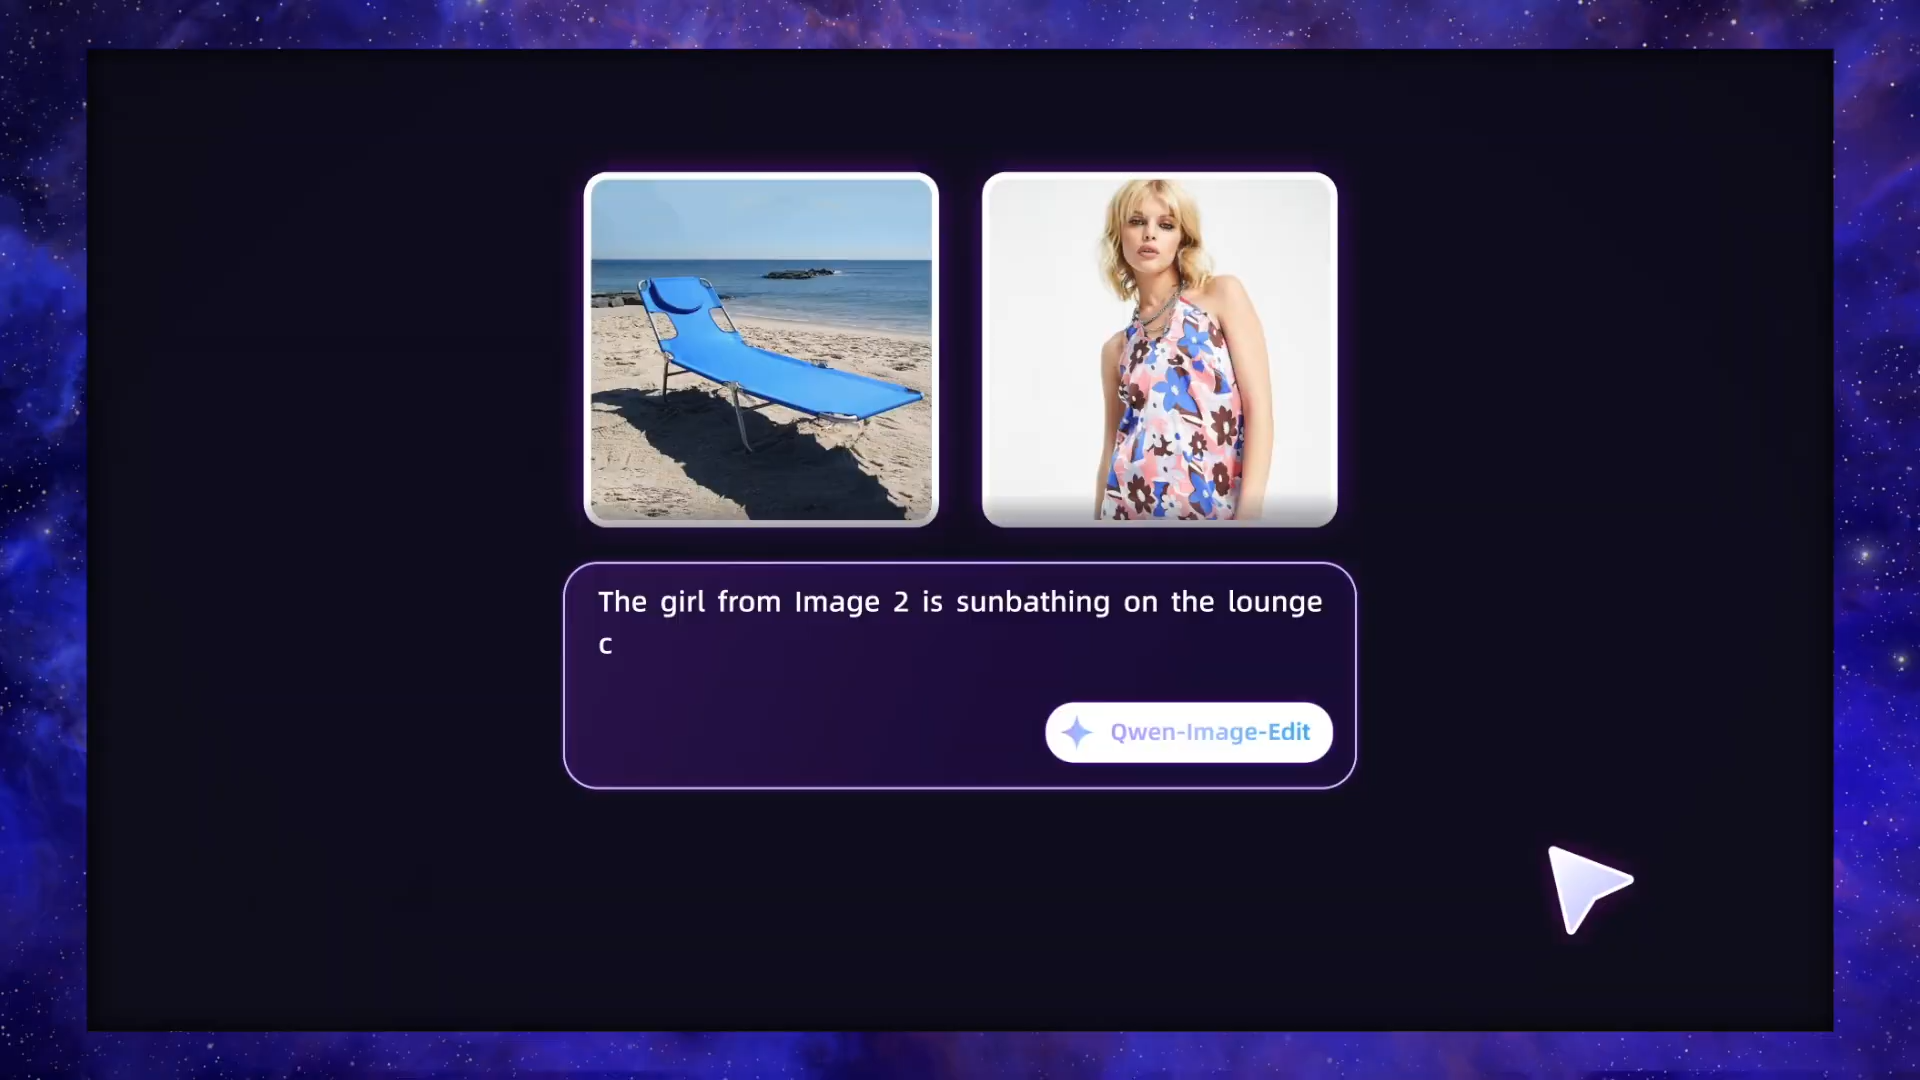 The girl from Image 2 is sunbathing on the lounge
c
Qwen-Image-Edit